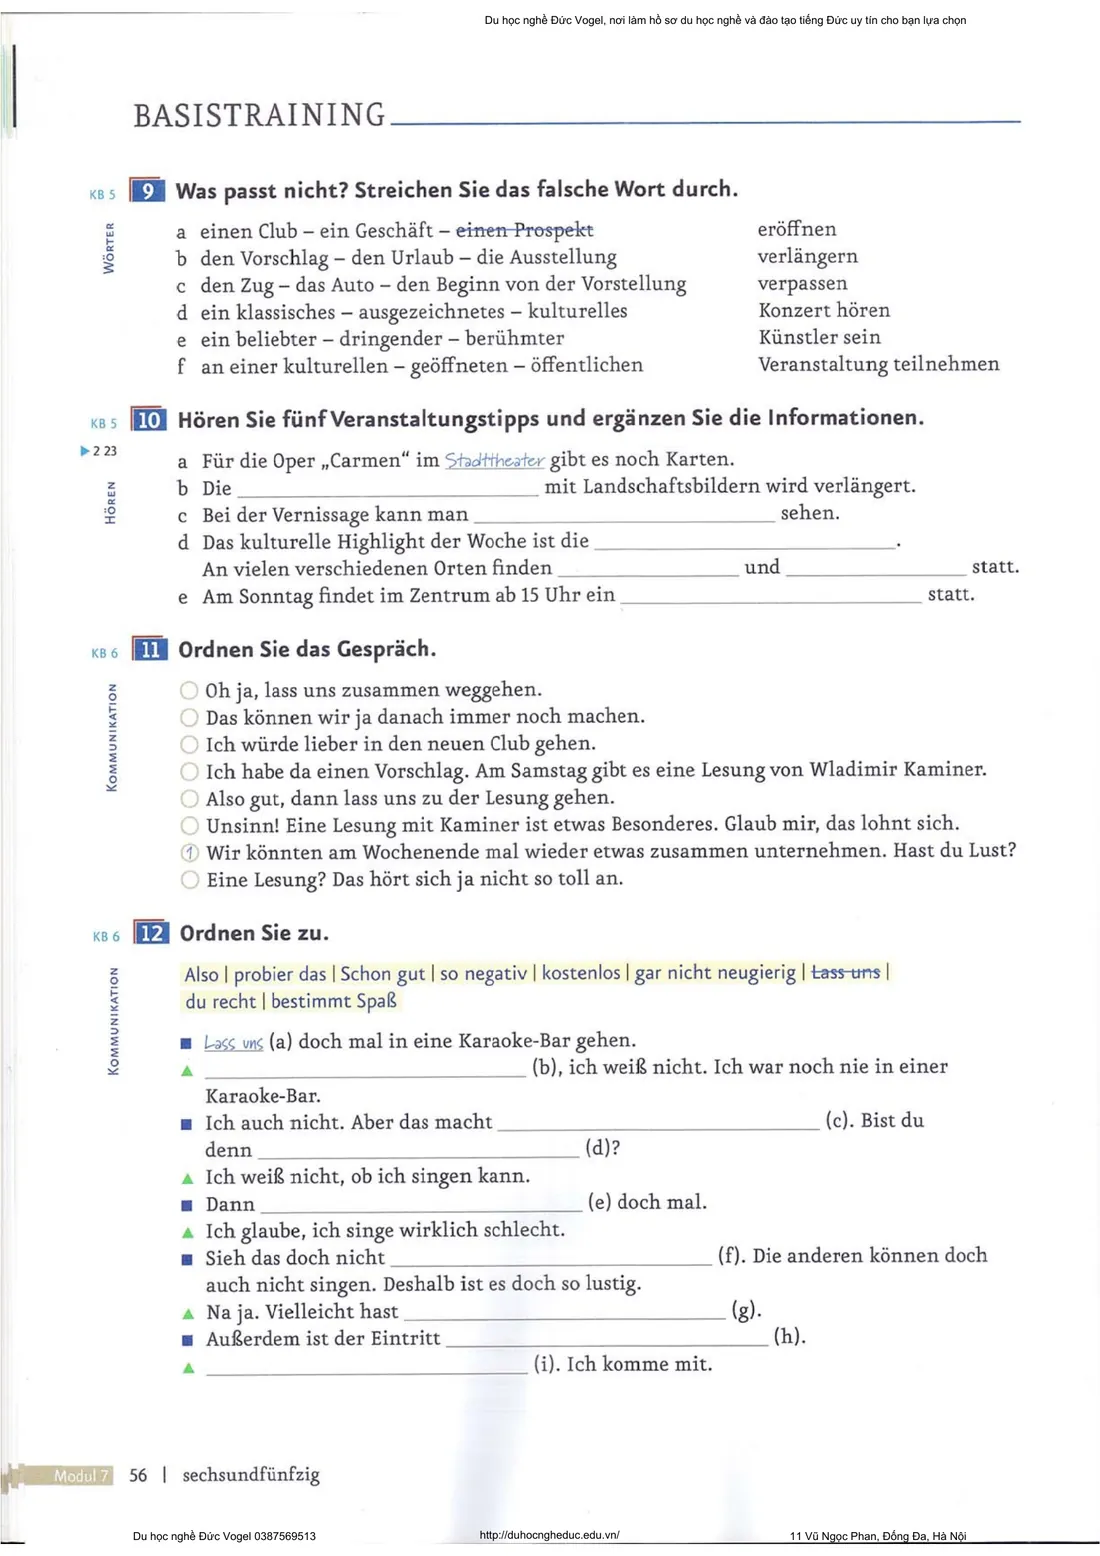 Du học nghề Đức Vogel, nơi làm hồ sơ du học nghề và đào tạo tiếng Đức uy tín cho bạn lựa chọn
BASISTRAINING
KB 5 9 Was passt nicht? Streichen Sie das falsche Wort durch.
WÖRTER
a einen Club – ein Geschäft – einen Prospekt eröffnen
b den Vorschlag – den Urlaub – die Ausstellung verlängern
c den Zug – das Auto – den Beginn von der Vorstellung verpassen
d ein klassisches – ausgezeichnetes – kulturelles Konzert hören
e ein beliebter – dringender – berühmter Künstler sein
f an einer kulturellen – geöffneten – öffentlichen Veranstaltung teilnehmen
KB 5 10 Hören Sie fünf Veranstaltungstipps und ergänzen Sie die Informationen.
▶ 2 23
HÖREN
a Für die Oper „Carmen“ im Stadttheater gibt es noch Karten.
b Die ____________ mit Landschaftsbildern wird verlängert.
c Bei der Vernissage kann man ____________ sehen.
d Das kulturelle Highlight der Woche ist die ____________.
An vielen verschiedenen Orten finden ____________ und ____________ statt.
e Am Sonntag findet im Zentrum ab 15 Uhr ein ____________ statt.
KB 6 11 Ordnen Sie das Gespräch.
KOMMUNIKATION
○ Oh ja, lass uns zusammen weggehen.
○ Das können wir ja danach immer noch machen.
○ Ich würde lieber in den neuen Club gehen.
○ Ich habe da einen Vorschlag. Am Samstag gibt es eine Lesung von Wladimir Kaminer.
○ Also gut, dann lass uns zu der Lesung gehen.
○ Unsinn! Eine Lesung mit Kaminer ist etwas Besonderes. Glaub mir, das lohnt sich.
1 Wir könnten am Wochenende mal wieder etwas zusammen unternehmen. Hast du Lust?
○ Eine Lesung? Das hört sich ja nicht so toll an.
KB 6 12 Ordnen Sie zu.
KOMMUNIKATION
Also | probier das | Schon gut | so negativ | kostenlos | gar nicht neugierig | Lass uns |
du recht | bestimmt Spaß
■ Lass uns (a) doch mal in eine Karaoke-Bar gehen.
▲ ____________ (b), ich weiß nicht. Ich war noch nie in einer
Karaoke-Bar.
■ Ich auch nicht. Aber das macht ____________ (c). Bist du
denn ____________ (d)?
▲ Ich weiß nicht, ob ich singen kann.
■ Dann ____________ (e) doch mal.
▲ Ich glaube, ich singe wirklich schlecht.
■ Sieh das doch nicht ____________ (f). Die anderen können doch
auch nicht singen. Deshalb ist es doch so lustig.
▲ Na ja. Vielleicht hast ____________ (g).
■ Außerdem ist der Eintritt ____________ (h).
▲ ____________ (i). Ich komme mit.
Modul 7 56 | sechsundfünfzig
Du học nghề Đức Vogel 0387569513 http://duhocngheduc.edu.vn/ 11 Vũ Ngọc Phan, Đống Đa, Hà Nội